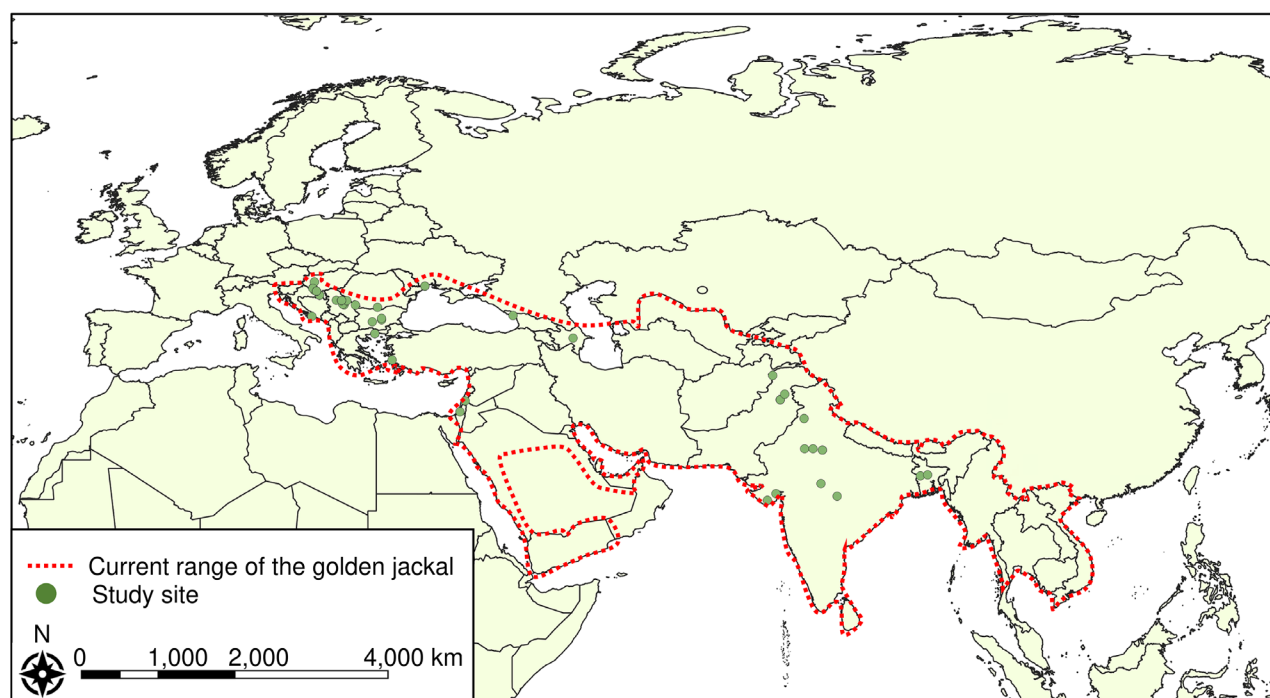 Current range of the golden jackal
Study site
N
0 1,000 2,000 4,000 km